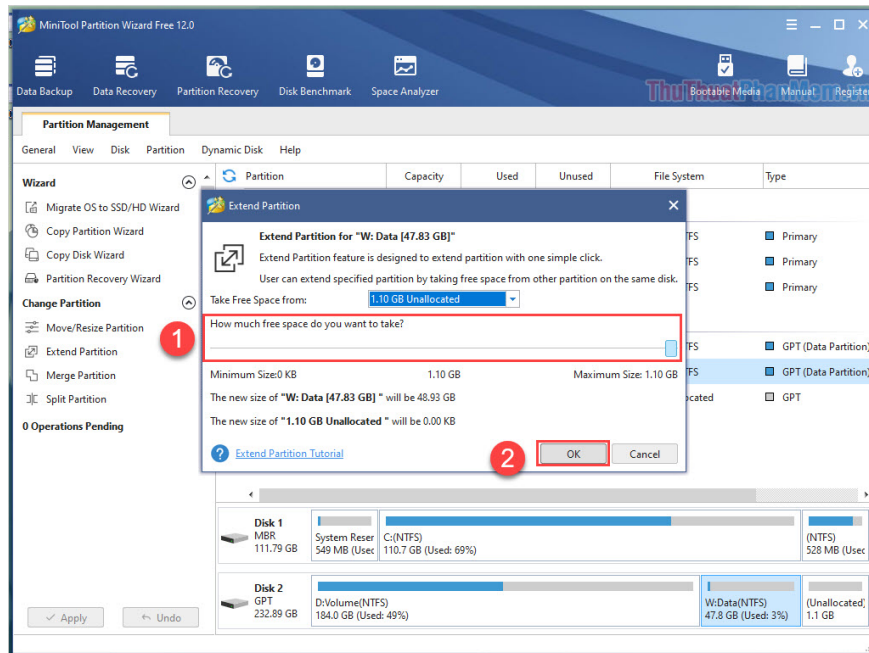 MiniTool Partition Wizard Free 12.0
Data Backup Data Recovery Partition Recovery Disk Benchmark Space Analyzer Bootable Media Manual Register
ThuThuatPhanMem.vn
Partition Management
General View Disk Partition Dynamic Disk Help
Wizard
Migrate OS to SSD/HD Wizard
Copy Partition Wizard
Copy Disk Wizard
Partition Recovery Wizard
Change Partition
Move/Resize Partition
Extend Partition
Merge Partition
Split Partition
0 Operations Pending
Apply Undo
Partition Capacity Used Unused File System Type
Primary
Primary
Primary
GPT (Data Partition)
GPT (Data Partition)
GPT
Extend Partition
Extend Partition for "W: Data [47.83 GB]"
Extend Partition feature is designed to extend partition with one simple click.
User can extend specified partition by taking free space from other partition on the same disk.
Take Free Space from: 1.10 GB Unallocated
How much free space do you want to take?
1
Minimum Size:0 KB 1.10 GB Maximum Size: 1.10 GB
The new size of "W: Data [47.83 GB] " will be 48.93 GB
The new size of "1.10 GB Unallocated " will be 0.00 KB
Extend Partition Tutorial
2
OK Cancel
Disk 1
MBR
111.79 GB
System Reser
549 MB (Usec
C:(NTFS)
110.7 GB (Used: 69%)
(NTFS)
528 MB (Usec
Disk 2
GPT
232.89 GB
D:Volume(NTFS)
184.0 GB (Used: 49%)
W:Data(NTFS)
47.8 GB (Used: 3%)
(Unallocated)
1.1 GB